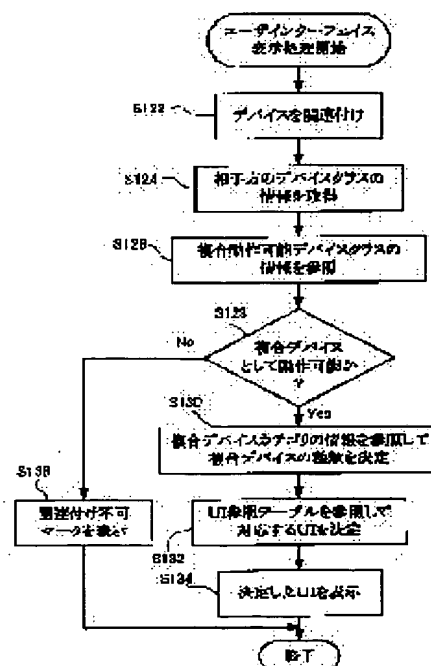 ユーザインターフェイス
表示処理開始
S122
デバイスを関連付け
S124
相手方のデバイスクラスの
情報を取得
S126
複合動作可能デバイスクラスの
情報を参照
S128
複合デバイス
として動作可能か
?
No
Yes
S130
複合デバイスカテゴリの情報を参照して
複合デバイスの種類を決定
S136
関連付け不可
マークを表示
UI参照テーブルを参照して
対応するUIを決定
S132
S134
決定したUIを表示
終了